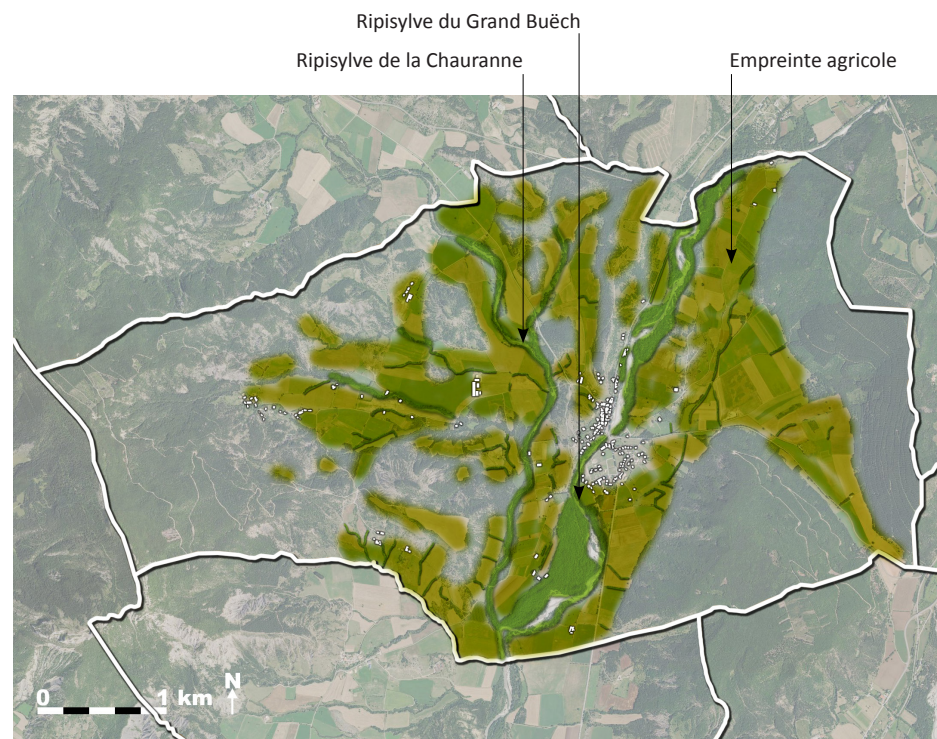 Ripisylve du Grand Buëch
Ripisylve de la Chauranne
Empreinte agricole
N
0 1 km